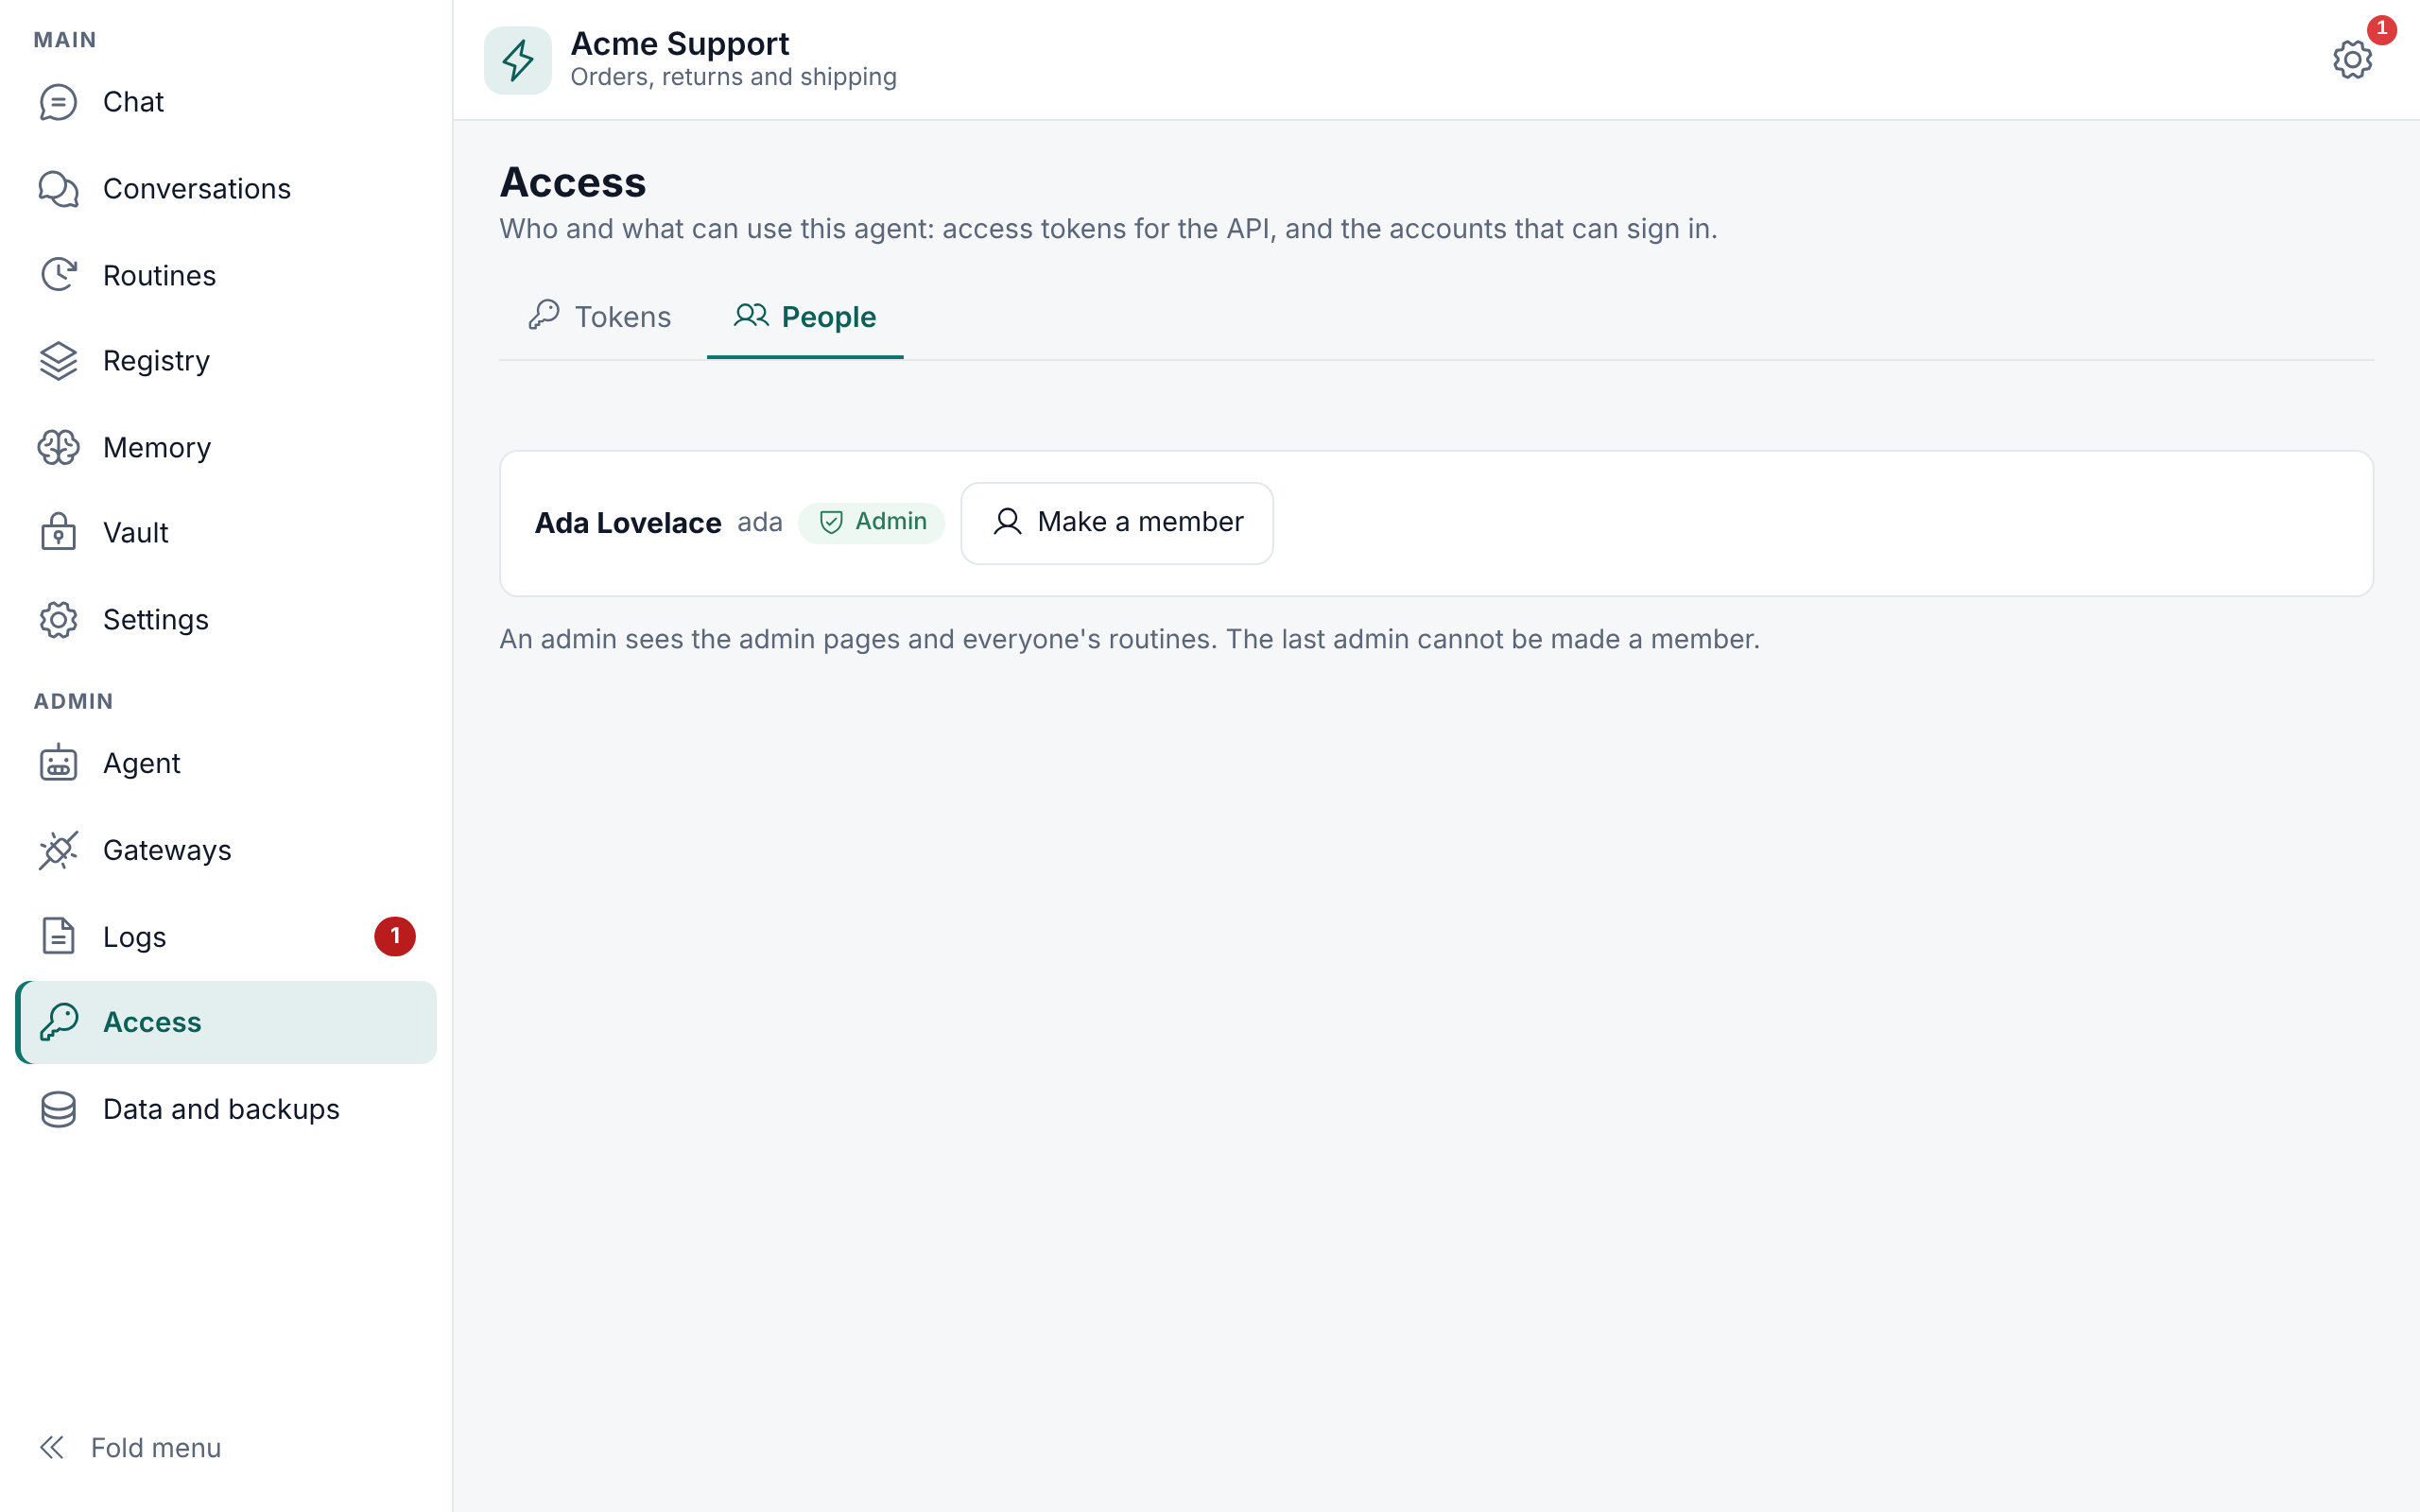 MAIN
Chat
Conversations
Routines
Registry
Memory
Vault
Settings
ADMIN
Agent
Gateways
Logs 1
Access
Data and backups
Fold menu
Acme Support
Orders, returns and shipping
1
Access
Who and what can use this agent: access tokens for the API, and the accounts that can sign in.
Tokens People
Ada Lovelace ada Admin Make a member
An admin sees the admin pages and everyone's routines. The last admin cannot be made a member.